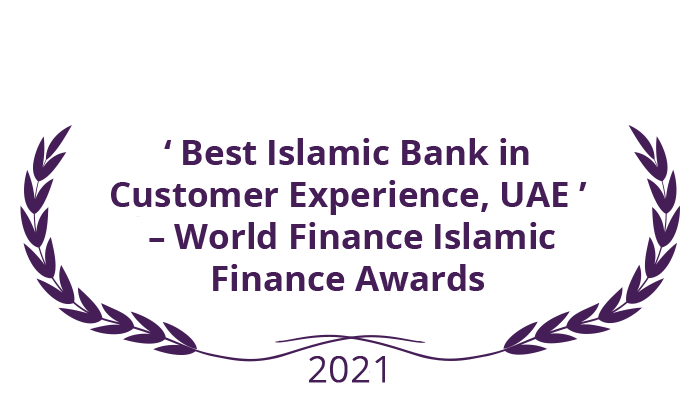 ‘ Best Islamic Bank in
Customer Experience, UAE ’
– World Finance Islamic
Finance Awards
2021